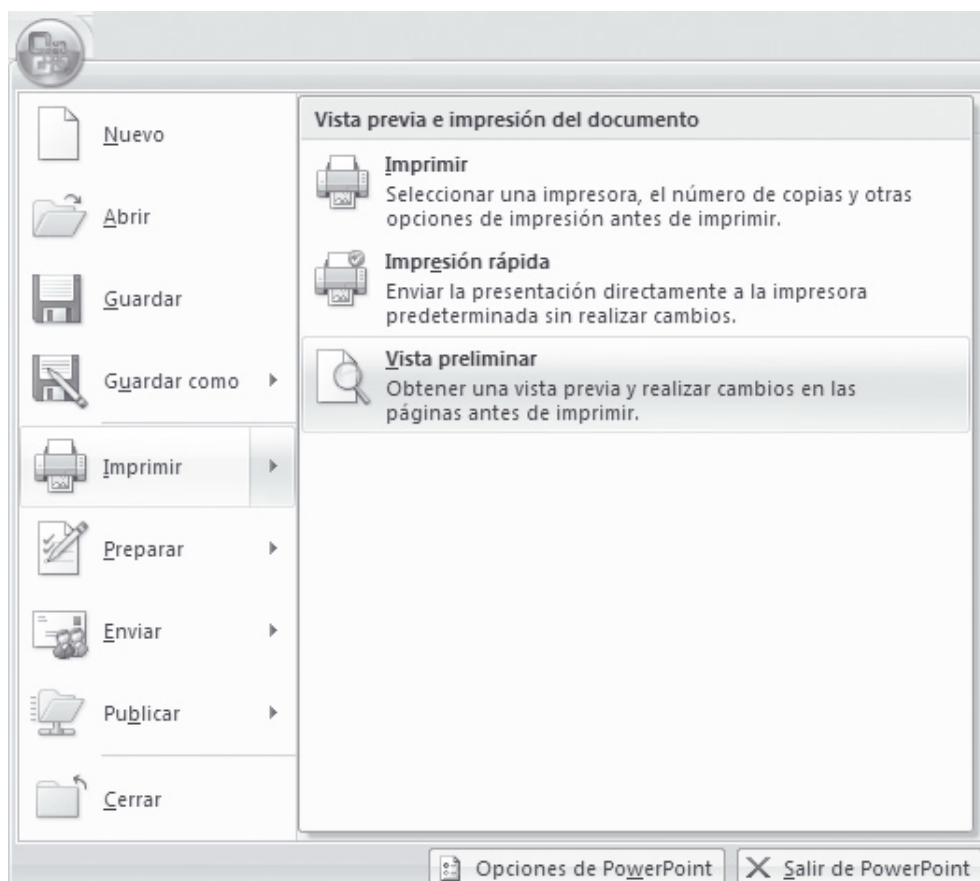 Nuevo
Abrir
Guardar
Guardar como
Imprimir
Preparar
Enviar
Publicar
Cerrar
Vista previa e impresión del documento
Imprimir
Seleccionar una impresora, el número de copias y otras
opciones de impresión antes de imprimir.
Impresión rápida
Enviar la presentación directamente a la impresora
predeterminada sin realizar cambios.
Vista preliminar
Obtener una vista previa y realizar cambios en las
páginas antes de imprimir.
Opciones de PowerPoint
Salir de PowerPoint